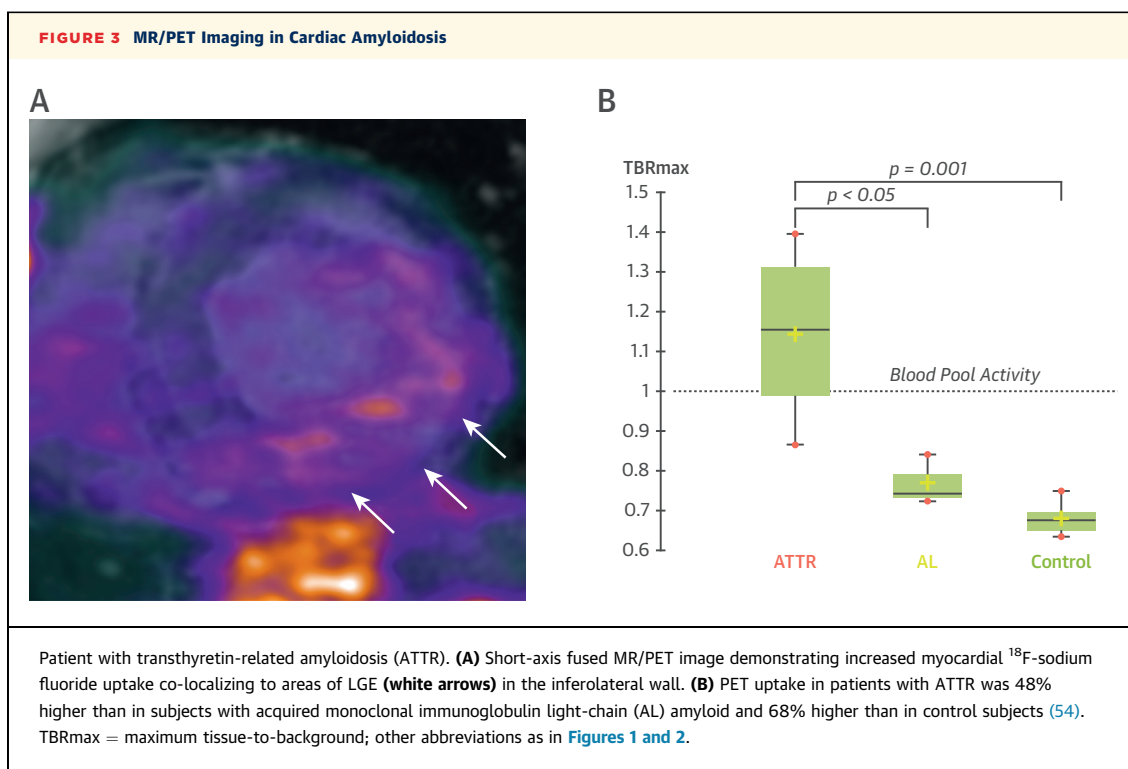 FIGURE 3 MR/PET Imaging in Cardiac Amyloidosis
A
B
TBRmax
p = 0.001
p < 0.05
1.5
1.4
1.3
1.2
1.1
1
0.9
0.8
0.7
0.6
Blood Pool Activity
ATTR AL Control
Patient with transthyretin-related amyloidosis (ATTR). (A) Short-axis fused MR/PET image demonstrating increased myocardial ¹⁸F-sodium
fluoride uptake co-localizing to areas of LGE (white arrows) in the inferolateral wall. (B) PET uptake in patients with ATTR was 48%
higher than in subjects with acquired monoclonal immunoglobulin light-chain (AL) amyloid and 68% higher than in control subjects (54).
TBRmax = maximum tissue-to-background; other abbreviations as in Figures 1 and 2.